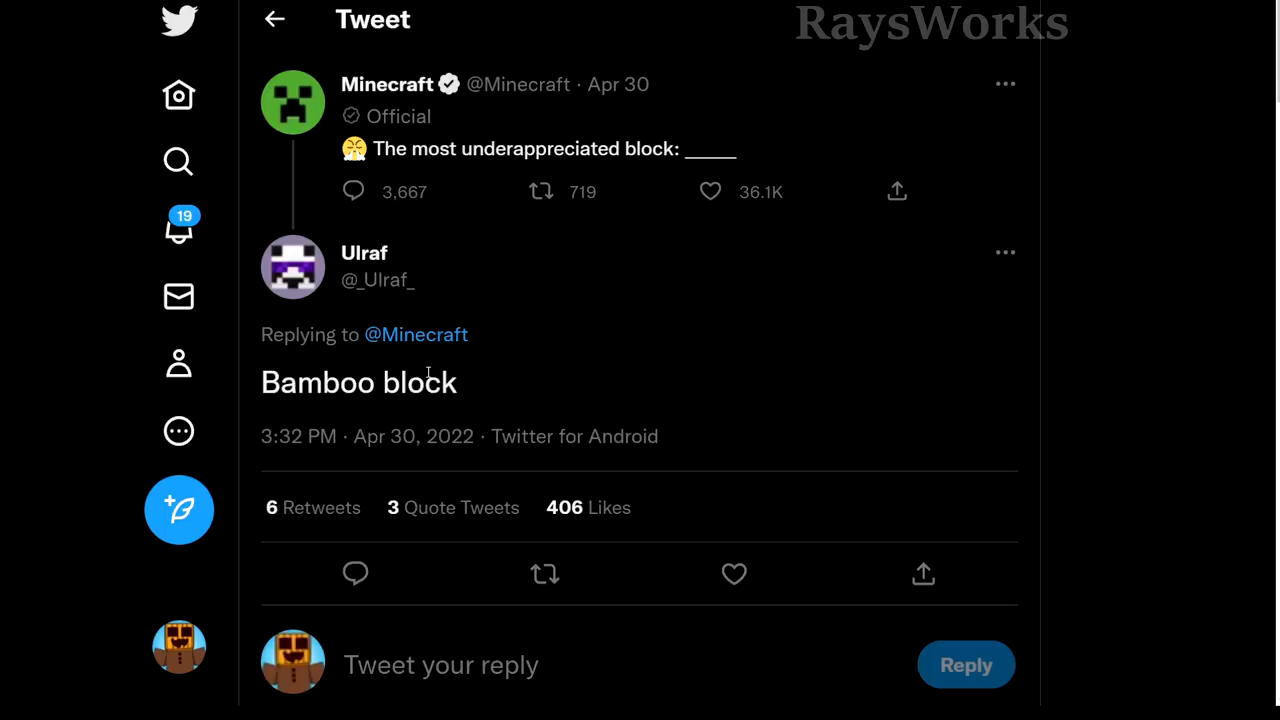 RaysWorks
Tweet
Minecraft @Minecraft · Apr 30
Official
😤 The most underappreciated block: _____
3,667 719 36.1K
19
Ulraf
@_Ulraf_
Replying to @Minecraft
Bamboo block
3:32 PM · Apr 30, 2022 · Twitter for Android
6 Retweets 3 Quote Tweets 406 Likes
Tweet your reply
Reply